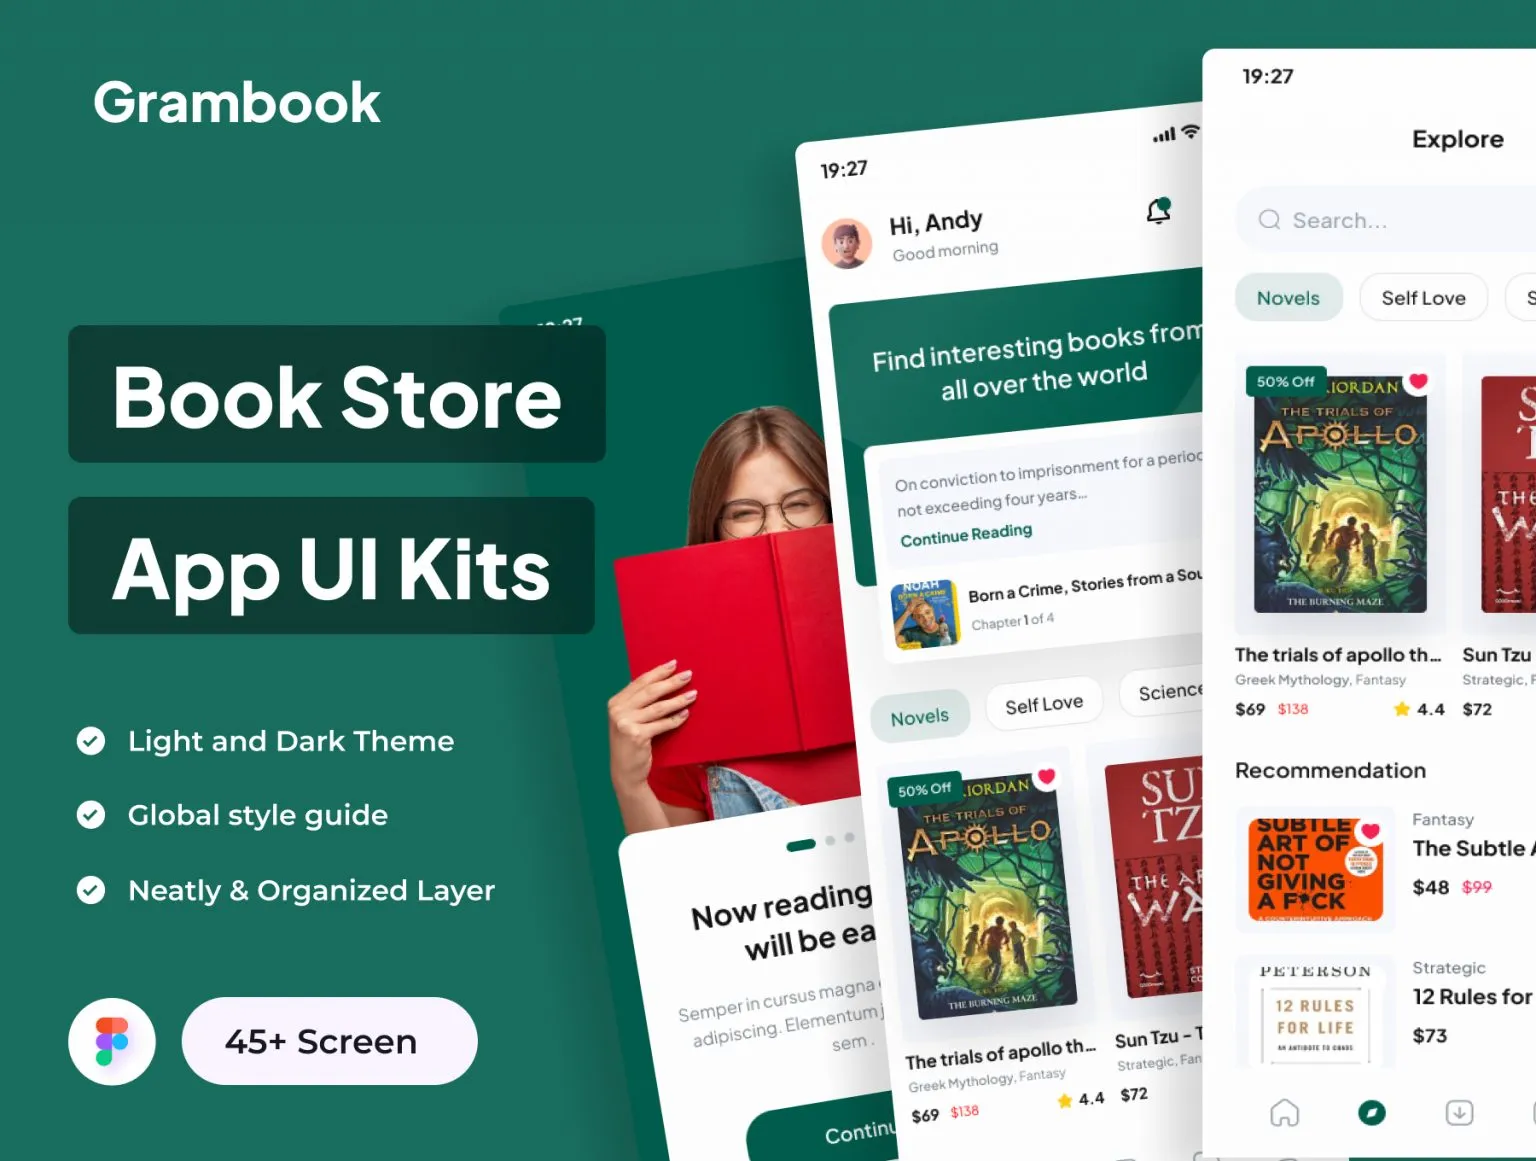 Grambook
Book Store
App UI Kits
Light and Dark Theme
Global style guide
Neatly & Organized Layer
45+ Screen
Now reading
will be ea
Semper in cursus magna
adipiscing. Elementum
sem .
Continu
19:27
Hi, Andy
Good morning
Find interesting books from
all over the world
On conviction to imprisonment for a period
not exceeding four years...
Continue Reading
NOAH
BORN A CRIME
Born a Crime, Stories from a Sou
Chapter 1 of 4
Novels
Self Love
Science
50% Off
IORDAN
THE TRIALS OF
APOLLO
THE BURNING MAZE
The trials of apollo th...
Greek Mythology, Fantasy
$69 $138
4.4
SU
TZ
THE AR
WA
Sun Tzu - T
Strategic, Fan
$72
19:27
Explore
Search...
Novels
Self Love
S
50% Off
IORDAN
THE TRIALS OF
APOLLO
THE BURNING MAZE
The trials of apollo th...
Greek Mythology, Fantasy
$69 $138
4.4
S
T
THE
W
Sun Tzu
Strategic, F
$72
Recommendation
SUBTLE
ART OF
NOT
GIVING
A F*CK
A COUNTERINTUITIVE APPROACH
Fantasy
The Subtle A
$48 $99
PETERSON
12 RULES
FOR LIFE
AN ANTIDOTE TO CHAOS
Strategic
12 Rules for
$73